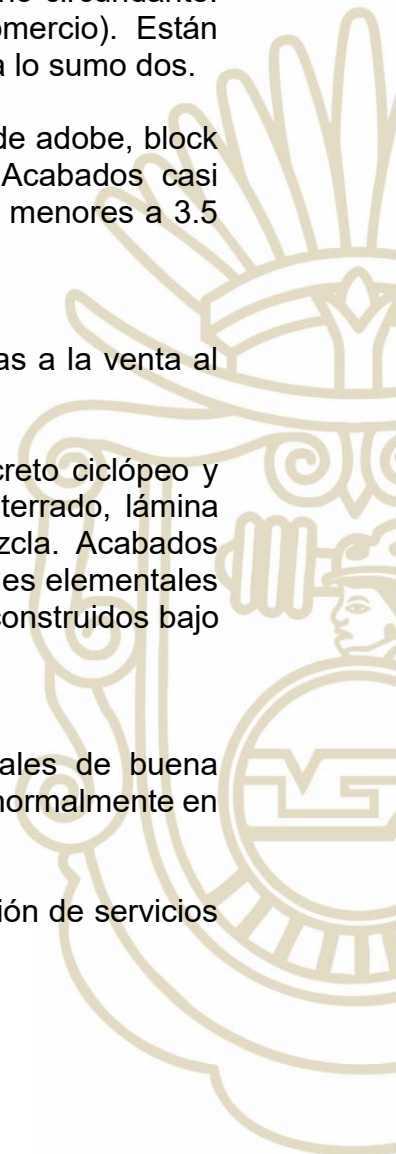 omercio). Están
a lo sumo dos.
de adobe, block
Acabados casi
menores a 3.5
as a la venta al
creto ciclópeo y
terrado, lámina
zcla. Acabados
es elementales
construidos bajo
ales de buena
normalmente en
ión de servicios